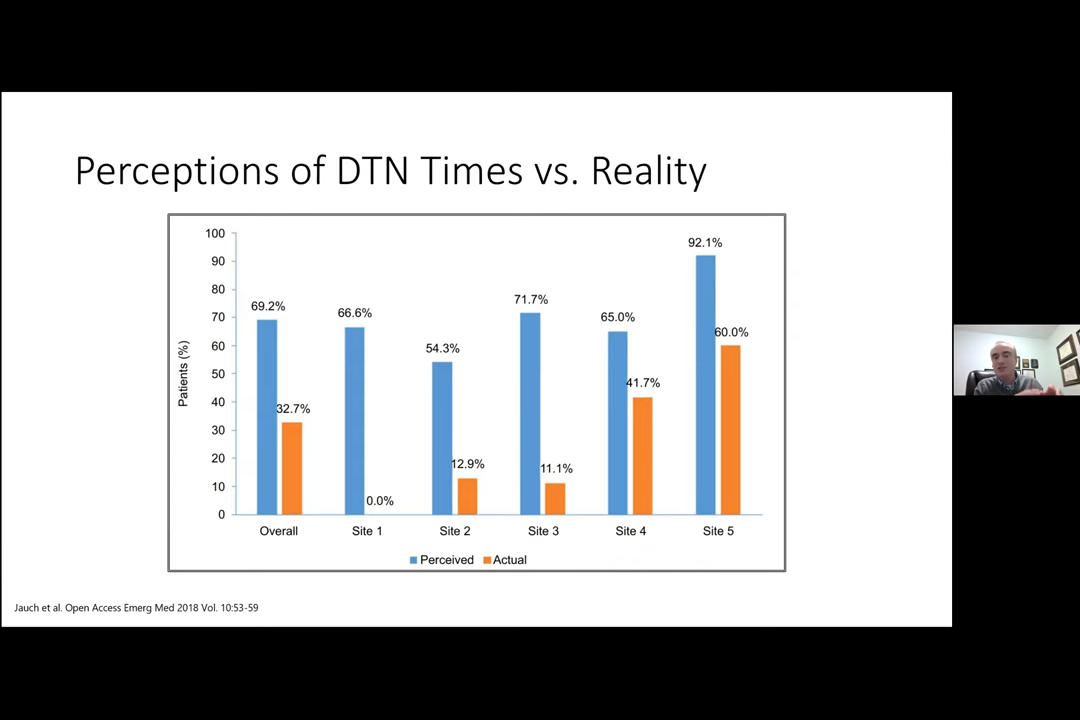 Perceptions of DTN Times vs. Reality
100
90
80
70
60
50
40
30
20
10
0
Patients (%)
69.2%
32.7%
66.6%
0.0%
54.3%
12.9%
71.7%
11.1%
65.0%
41.7%
92.1%
60.0%
Overall
Site 1
Site 2
Site 3
Site 4
Site 5
Perceived Actual
Jauch et al. Open Access Emerg Med 2018 Vol. 10:53-59